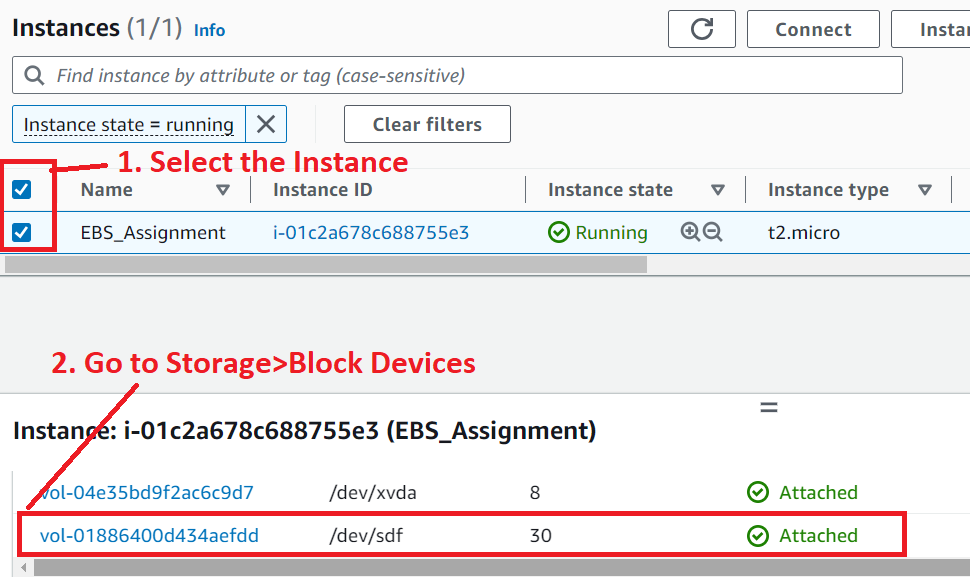 Instances (1/1) Info
Connect
Instan
Find instance by attribute or tag (case-sensitive)
Instance state = running
Clear filters
1. Select the Instance
Name Instance ID Instance state Instance type
EBS_Assignment i-01c2a678c688755e3 Running t2.micro
2. Go to Storage>Block Devices
Instance: i-01c2a678c688755e3 (EBS_Assignment)
vol-04e35bd9f2ac6c9d7 /dev/xvda 8 Attached
vol-01886400d434aefdd /dev/sdf 30 Attached